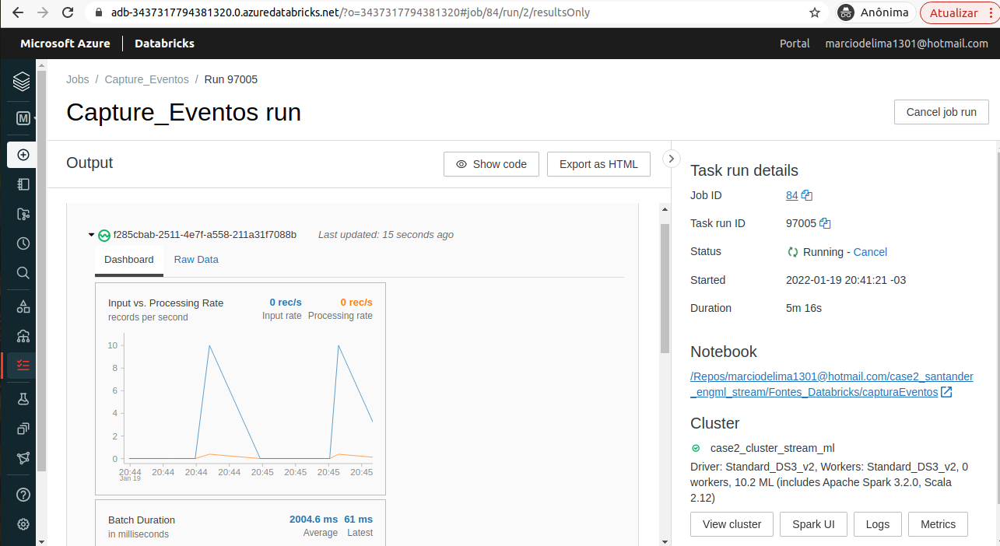 adb-3437317794381320.0.azuredatabricks.net/?o=3437317794381320#job/84/run/2/resultsOnly
Anônima
Atualizar
Microsoft Azure
Databricks
Portal
marciodelima1301@hotmail.com
Jobs / Capture_Eventos / Run 97005
Capture_Eventos run
Cancel job run
M
Output
Show code
Export as HTML
f285cbab-2511-4e7f-a558-211a31f7088b
Last updated: 15 seconds ago
Dashboard
Raw Data
Input vs. Processing Rate
records per second
0 rec/s
Input rate
0 rec/s
Processing rate
10
8
6
4
2
0
20:44 20:44 20:44 20:44 20:45 20:45 20:45 20:45
Jan 19
Batch Duration
in milliseconds
2004.6 ms
Average
61 ms
Latest
Task run details
Job ID 84
Task run ID 97005
Status Running - Cancel
Started 2022-01-19 20:41:21 -03
Duration 5m 16s
Notebook
/Repos/marciodelima1301@hotmail.com/case2_santander
_engml_stream/Fontes_Databricks/capturaEventos
Cluster
case2_cluster_stream_ml
Driver: Standard_DS3_v2, Workers: Standard_DS3_v2, 0
workers, 10.2 ML (includes Apache Spark 3.2.0, Scala
2.12)
View cluster
Spark UI
Logs
Metrics